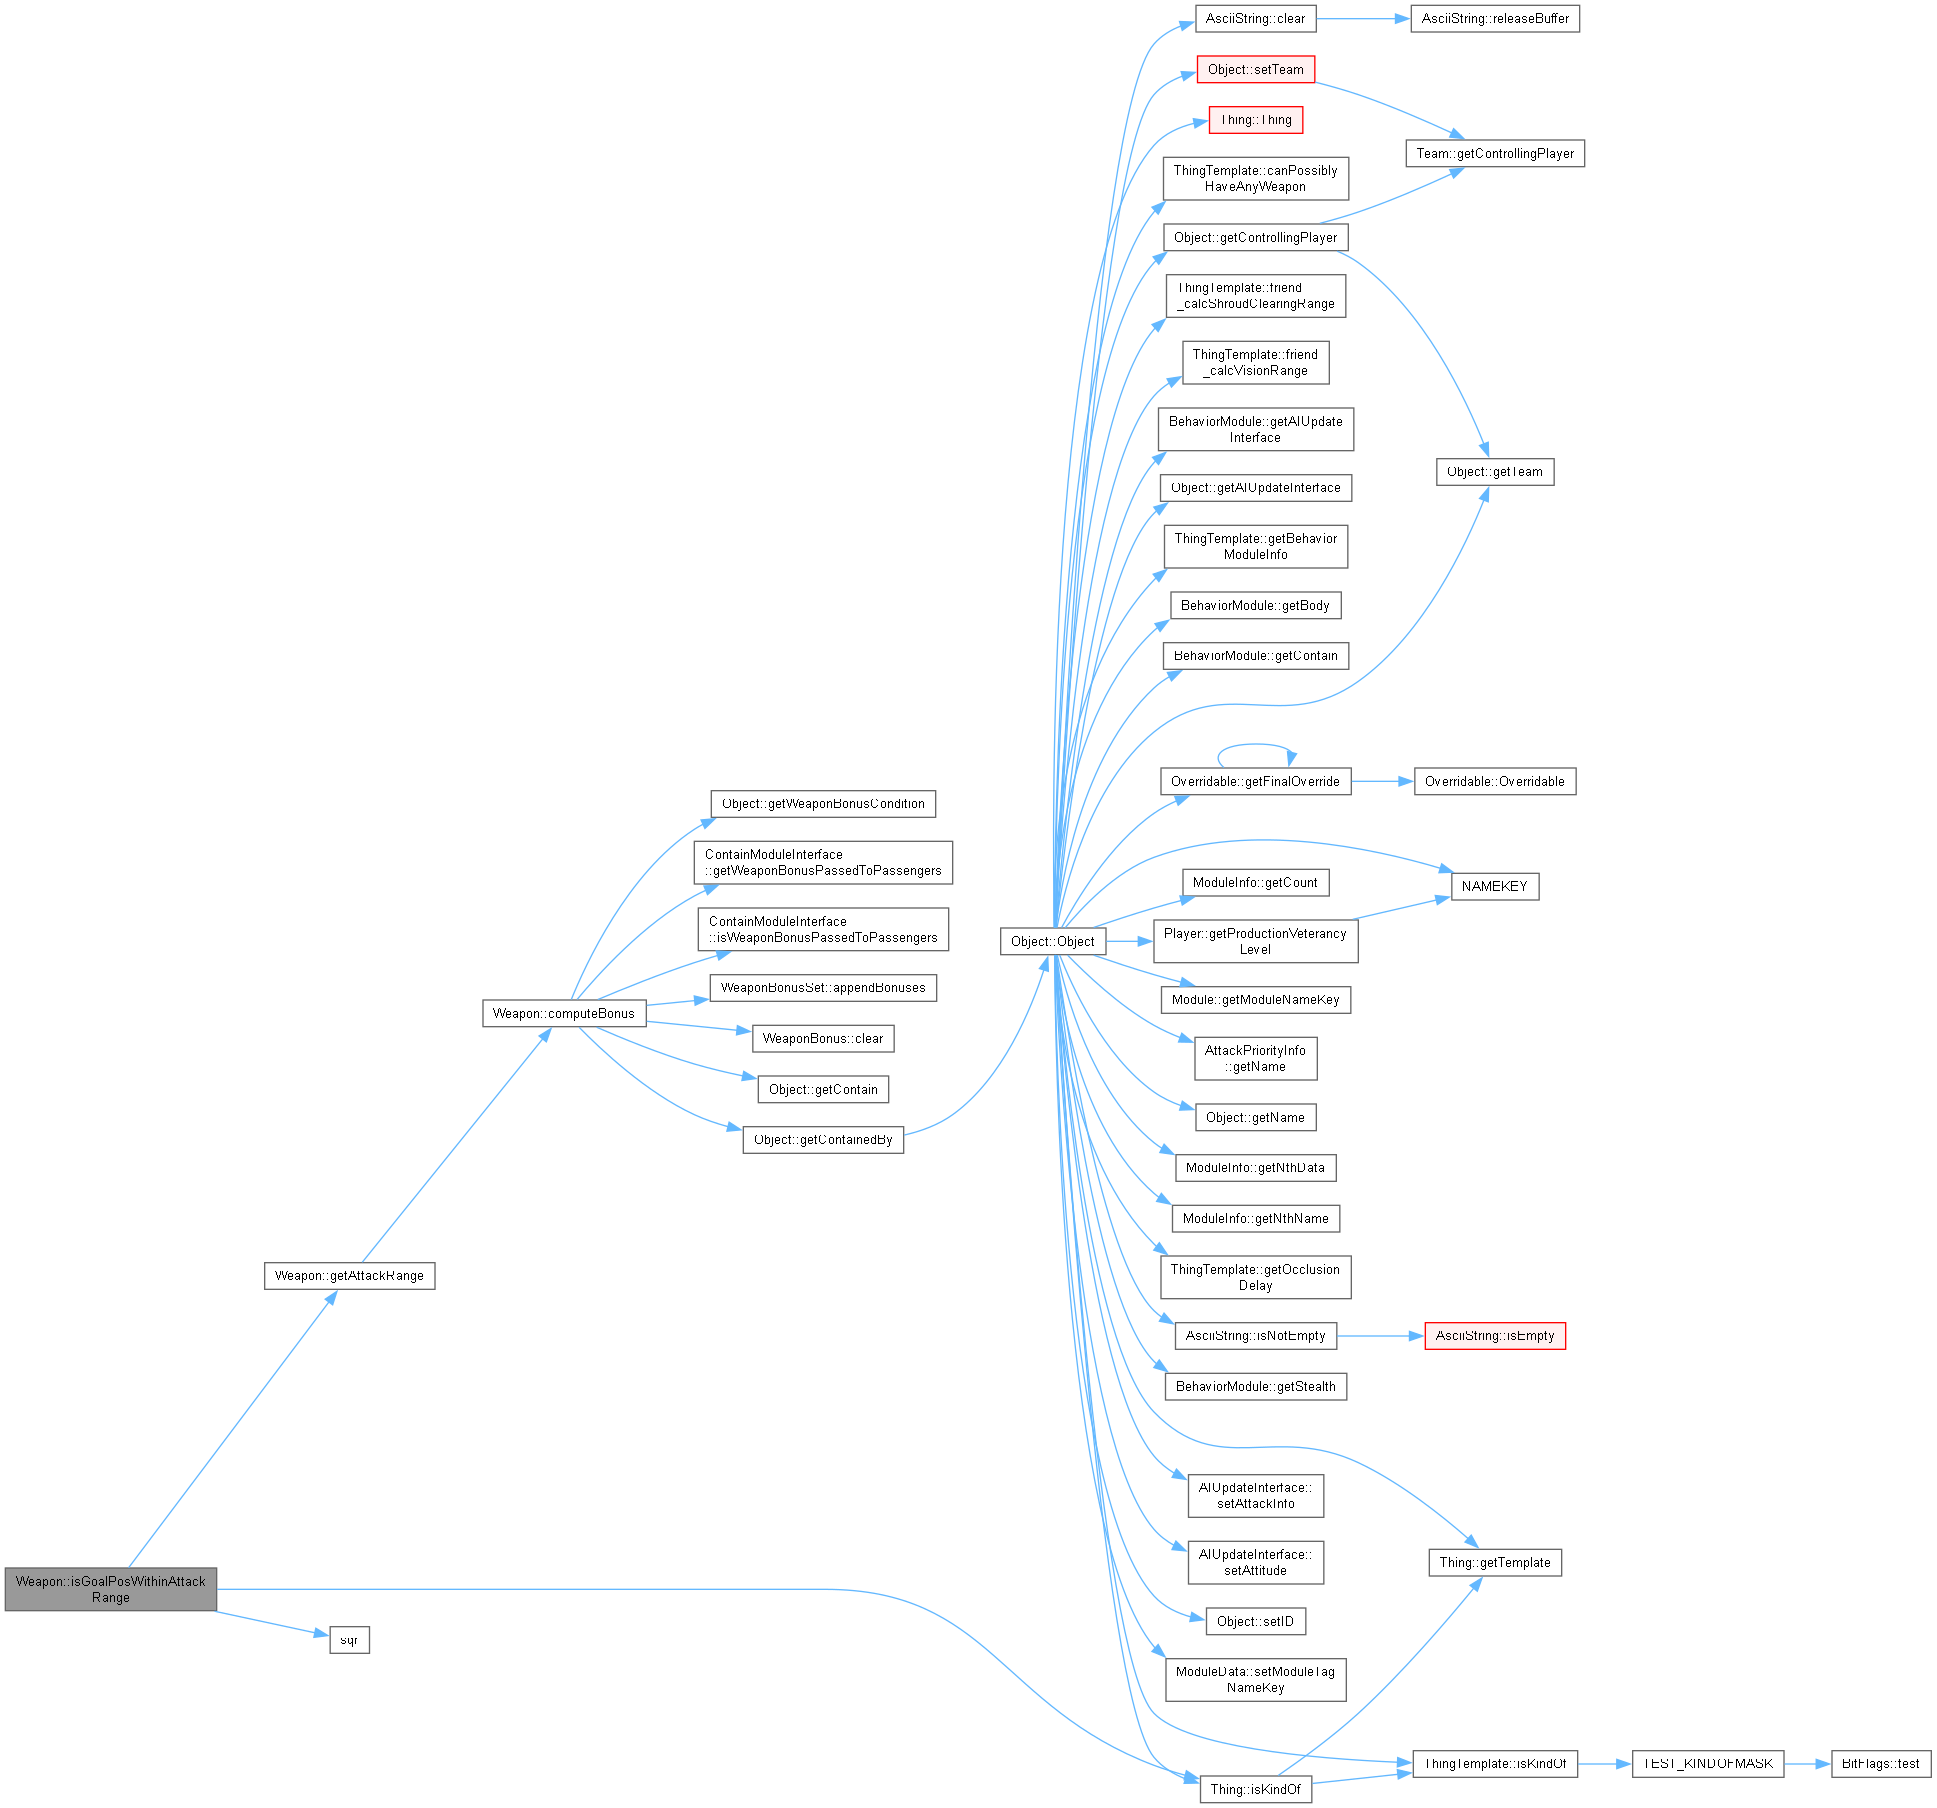 AsciiString::clear
AsciiString::releaseBuffer
Object::setTeam
Thing::Thing
Team::getControllingPlayer
ThingTemplate::canPossibly
HaveAnyWeapon
Object::getControllingPlayer
ThingTemplate::friend
_calcShroudClearingRange
ThingTemplate::friend
_calcVisionRange
BehaviorModule::getAIUpdate
Interface
Object::getTeam
Object::getAIUpdateInterface
ThingTemplate::getBehavior
ModuleInfo
BehaviorModule::getBody
BehaviorModule::getContain
Overridable::getFinalOverride
Overridable::Overridable
Object::getWeaponBonusCondition
ContainModuleInterface
::getWeaponBonusPassedToPassengers
ModuleInfo::getCount
NAMEKEY
ContainModuleInterface
::isWeaponBonusPassedToPassengers
Object::Object
Player::getProductionVeterancy
Level
WeaponBonusSet::appendBonuses
Module::getModuleNameKey
Weapon::computeBonus
WeaponBonus::clear
AttackPriorityInfo
::getName
Object::getContain
Object::getName
Object::getContainedBy
ModuleInfo::getNthData
ModuleInfo::getNthName
Weapon::getAttackRange
ThingTemplate::getOcclusion
Delay
AsciiString::isNotEmpty
AsciiString::isEmpty
BehaviorModule::getStealth
AIUpdateInterface::
setAttackInfo
AIUpdateInterface::
setAttitude
Thing::getTemplate
Weapon::isGoalPosWithinAttack
Range
Object::setID
sqr
ModuleData::setModuleTag
NameKey
ThingTemplate::isKindOf
TEST_KINDOFMASK
BitFlags::test
Thing::isKindOf